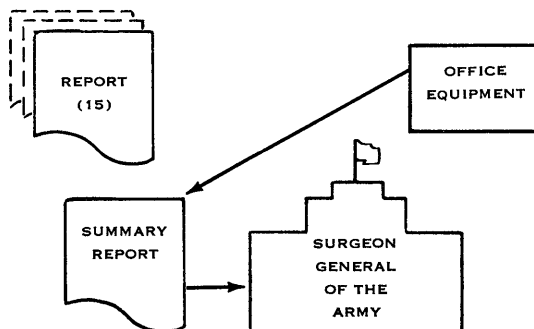 REPORT
(15)
OFFICE
EQUIPMENT
SUMMARY
REPORT
SURGEON
GENERAL
OF THE
ARMY